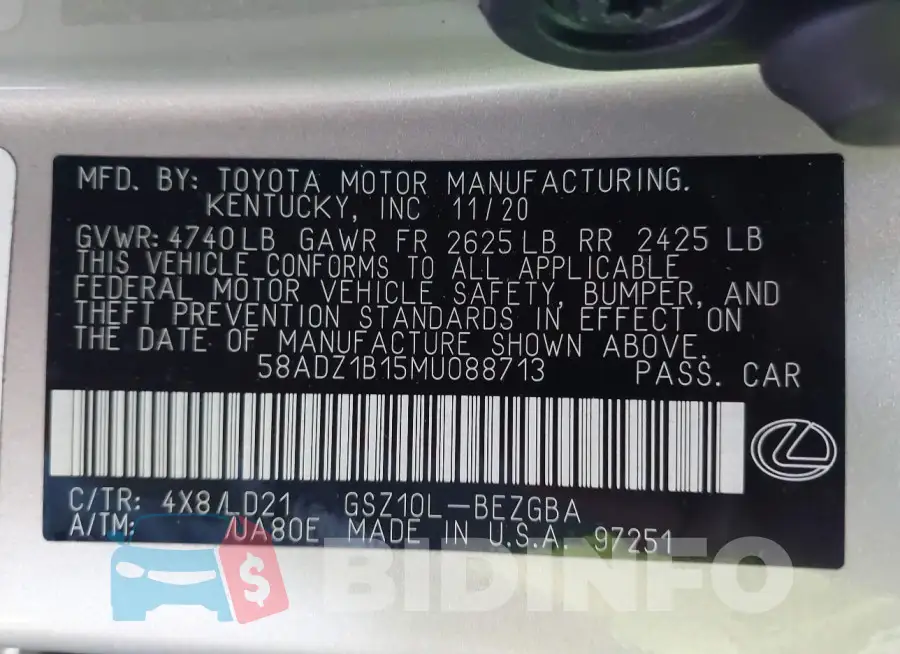 MFD. BY: TOYOTA MOTOR MANUFACTURING.
KENTUCKY, INC 11/20
GVWR: 4740LB GAWR FR 2625LB RR 2425 LB
THIS VEHICLE CONFORMS TO ALL APPLICABLE
FEDERAL MOTOR VEHICLE SAFETY, BUMPER, AND
THEFT PREVENTION STANDARDS IN EFFECT ON
THE DATE OF MANUFACTURE SHOWN ABOVE.
58ADZ1B15MU088713 PASS. CAR
C/TR: 4X8/LD21 GSZ10L-BEZGBA
A/TM: /UA80E MADE IN U.S.A. 97251
$ BIDINFO